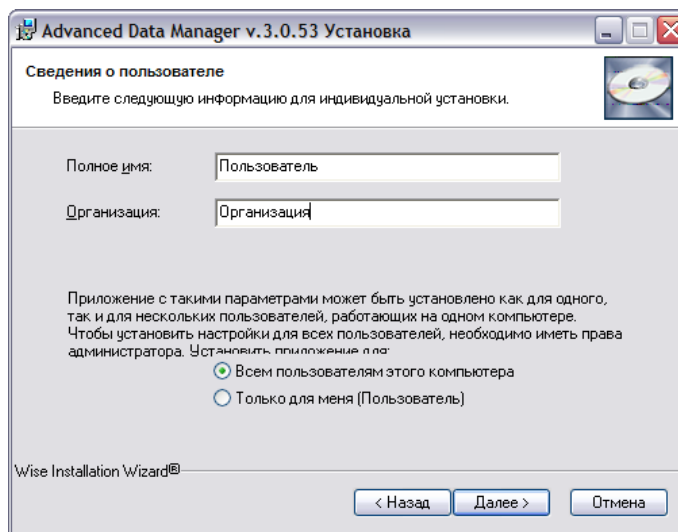 Advanced Data Manager v.3.0.53 Установка
Сведения о пользователе
Введите следующую информацию для индивидуальной установки.
Полное имя:
Пользователь
Организация:
Организация
Приложение с такими параметрами может быть установлено как для одного,
так и для нескольких пользователей, работающих на одном компьютере.
Чтобы установить настройки для всех пользователей, необходимо иметь права
администратора. Установить приложение для:
Всем пользователям этого компьютера
Только для меня (Пользователь)
Wise Installation Wizard®
< Назад
Далее >
Отмена